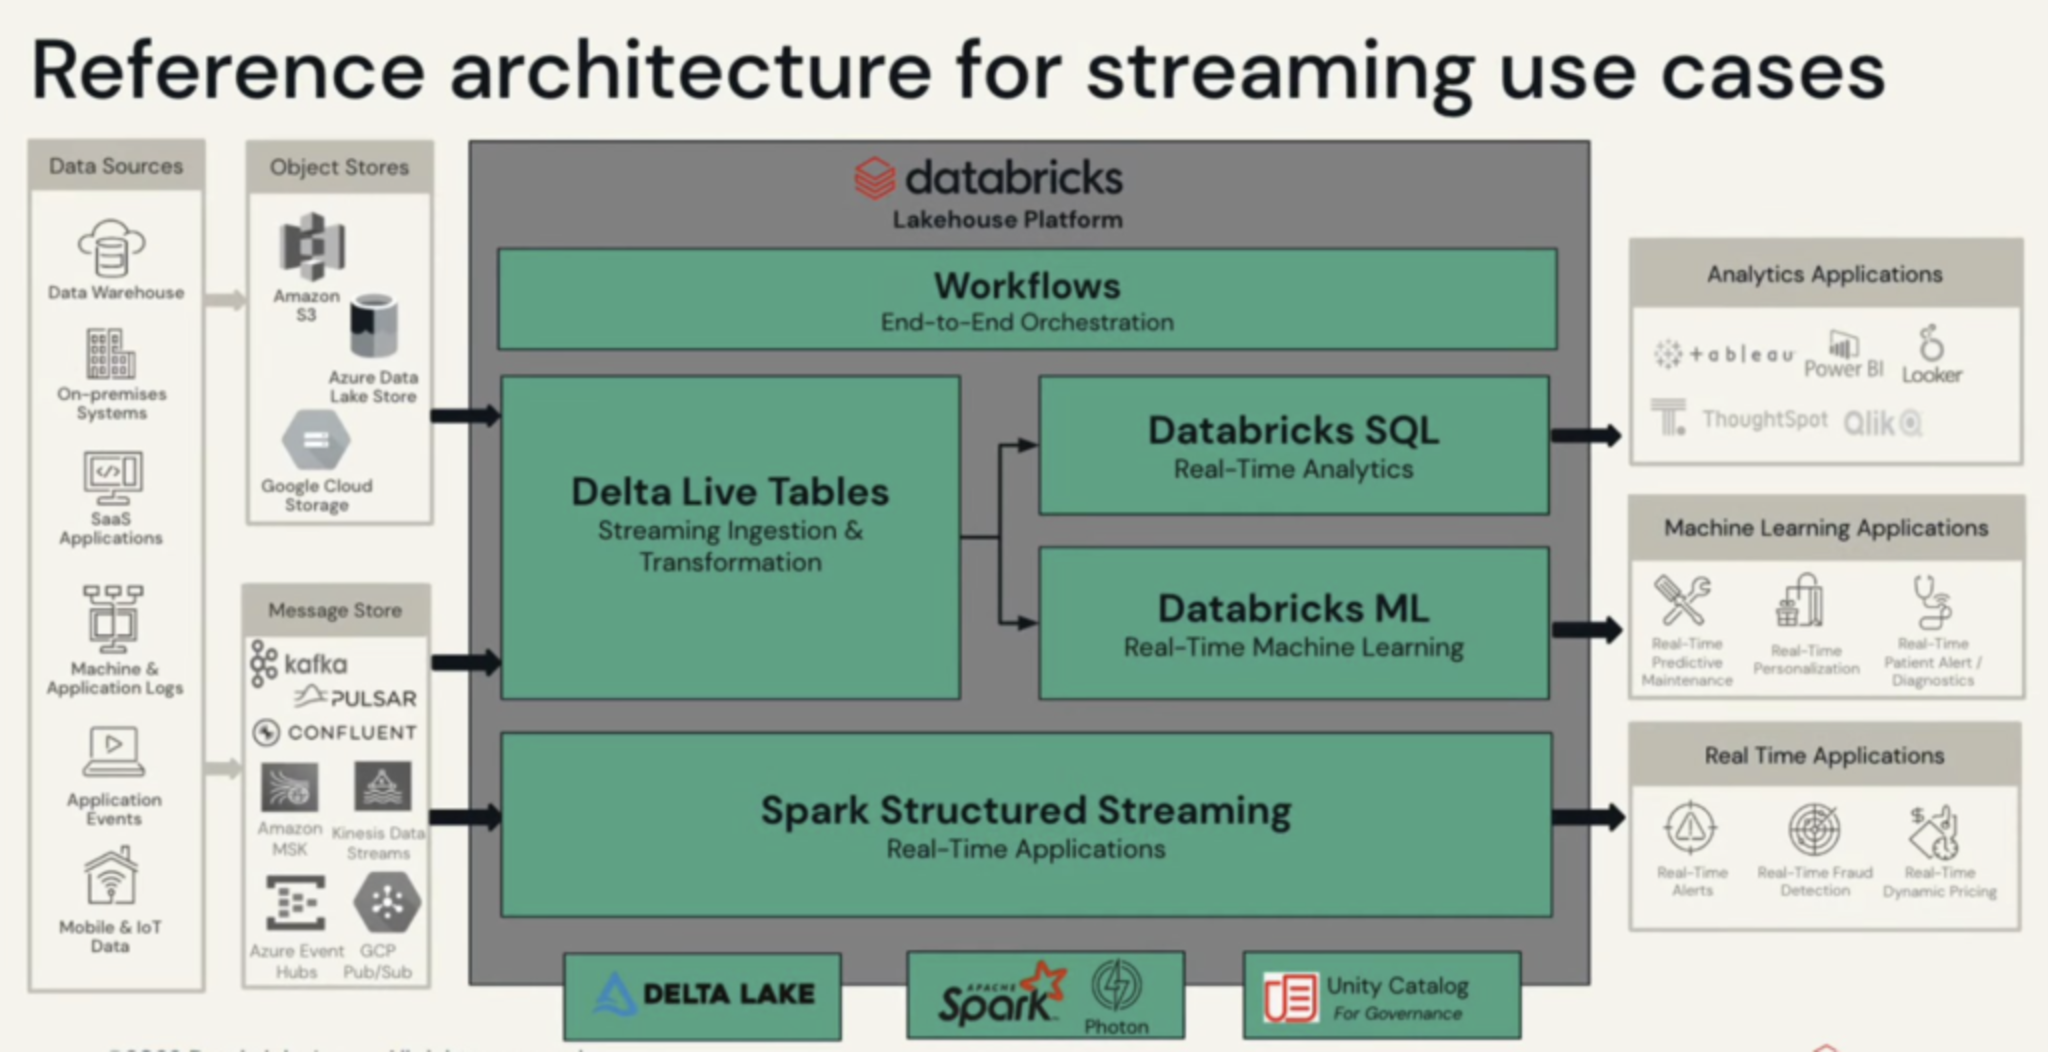 Reference architecture for streaming use cases
Data Sources
Data Warehouse
On-premises
Systems
SaaS
Applications
Machine &
Application Logs
Application
Events
Mobile & IoT
Data
Object Stores
Amazon
S3
Azure Data
Lake Store
Google Cloud
Storage
Message Store
kafka
PULSAR
CONFLUENT
Amazon
MSK
Kinesis Data
Streams
Azure Event
Hubs
GCP
Pub/Sub
databricks
Lakehouse Platform
Workflows
End-to-End Orchestration
Delta Live Tables
Streaming Ingestion &
Transformation
Databricks SQL
Real-Time Analytics
Databricks ML
Real-Time Machine Learning
Spark Structured Streaming
Real-Time Applications
DELTA LAKE
APACHE
Spark
Photon
Unity Catalog
For Governance
Analytics Applications
+ableau
Power BI
Looker
ThoughtSpot
Qlik
Machine Learning Applications
Real-Time
Predictive
Maintenance
Real-Time
Personalization
Real-Time
Patient Alert /
Diagnostics
Real Time Applications
Real-Time
Alerts
Real-Time Fraud
Detection
Real-Time
Dynamic Pricing